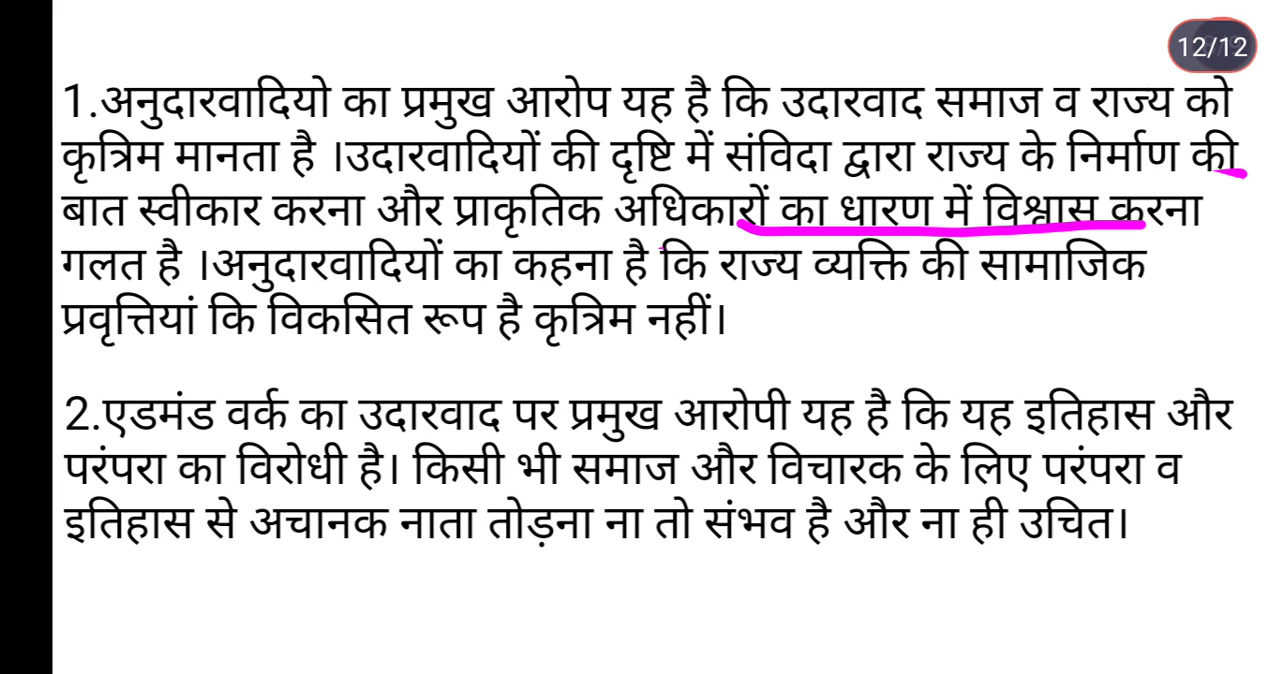 12/12
1.अनुदारवादियो का प्रमुख आरोप यह है कि उदारवाद समाज व राज्य को
कृत्रिम मानता है ।उदारवादियों की दृष्टि में संविदा द्वारा राज्य के निर्माण की
बात स्वीकार करना और प्राकृतिक अधिकारों का धारण में विश्वास करना
गलत है ।अनुदारवादियों का कहना है कि राज्य व्यक्ति की सामाजिक
प्रवृत्तियां कि विकसित रूप है कृत्रिम नहीं।
2.एडमंड वर्क का उदारवाद पर प्रमुख आरोपी यह है कि यह इतिहास और
परंपरा का विरोधी है। किसी भी समाज और विचारक के लिए परंपरा व
इतिहास से अचानक नाता तोड़ना ना तो संभव है और ना ही उचित।